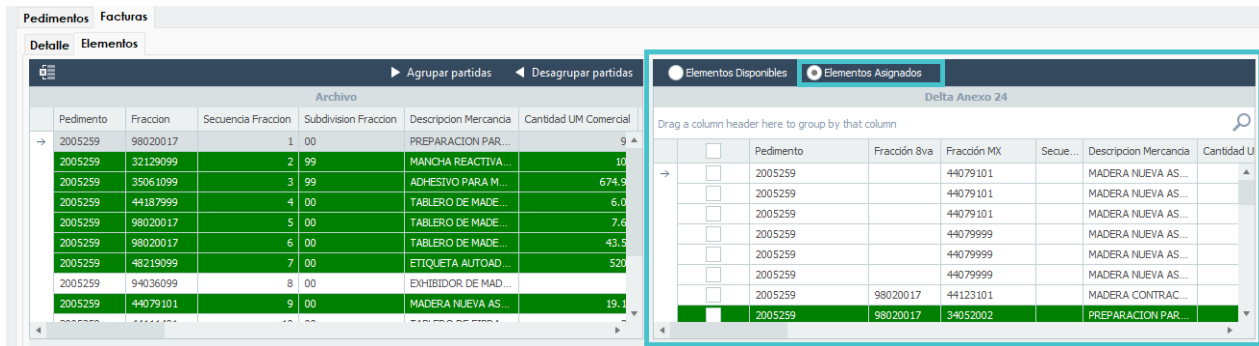 Pedimentos Facturas
Detalle Elementos
Agrupar partidas Desagrupar partidas
Archivo
Pedimento Fraccion Secuencia Fraccion Subdivision Fraccion Descripcion Mercancia Cantidad UM Comercial
2005259 98020017 1 00 PREPARACION PAR... 9
2005259 32129099 2 99 MANCHA REACTIVA... 10
2005259 35061099 3 99 ADHESIVO PARA M... 674.9
2005259 44187999 4 00 TABLERO DE MADE... 6.0
2005259 98020017 5 00 TABLERO DE MADE... 7.6
2005259 98020017 6 00 TABLERO DE MADE... 43.5
2005259 48219099 7 00 ETIQUETA AUTOAD... 520
2005259 94036099 8 00 EXHIBIDOR DE MAD...
2005259 44079101 9 00 MADERA NUEVA AS... 19.1
Elementos Disponibles Elementos Asignados
Delta Anexo 24
Drag a column header here to group by that column
Pedimento Fracción 8va Fracción MX Secue... Descripcion Mercancia Cantidad U
2005259 44079101 MADERA NUEVA AS...
2005259 44079101 MADERA NUEVA AS...
2005259 44079101 MADERA NUEVA AS...
2005259 44079999 MADERA NUEVA AS...
2005259 44079999 MADERA NUEVA AS...
2005259 44079999 MADERA NUEVA AS...
2005259 98020017 44123101 MADERA CONTRAC...
2005259 98020017 34052002 PREPARACION PAR...